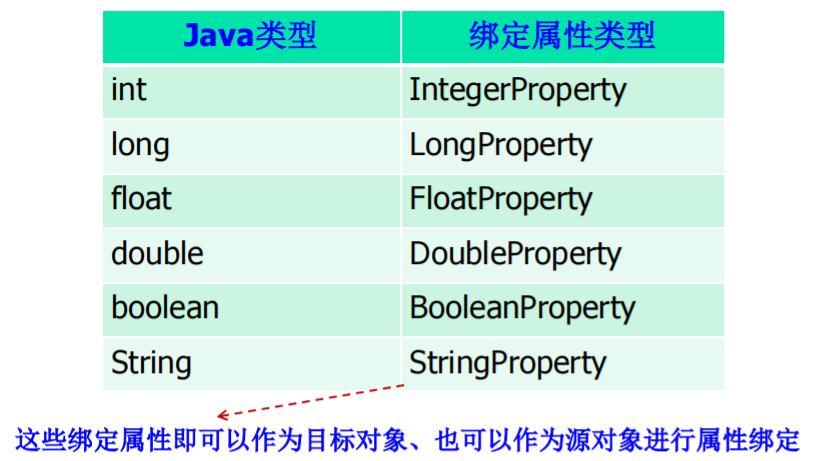 Java类型 绑定属性类型
int IntegerProperty
long LongProperty
float FloatProperty
double DoubleProperty
boolean BooleanProperty
String StringProperty
这些绑定属性即可以作为目标对象、也可以作为源对象进行属性绑定